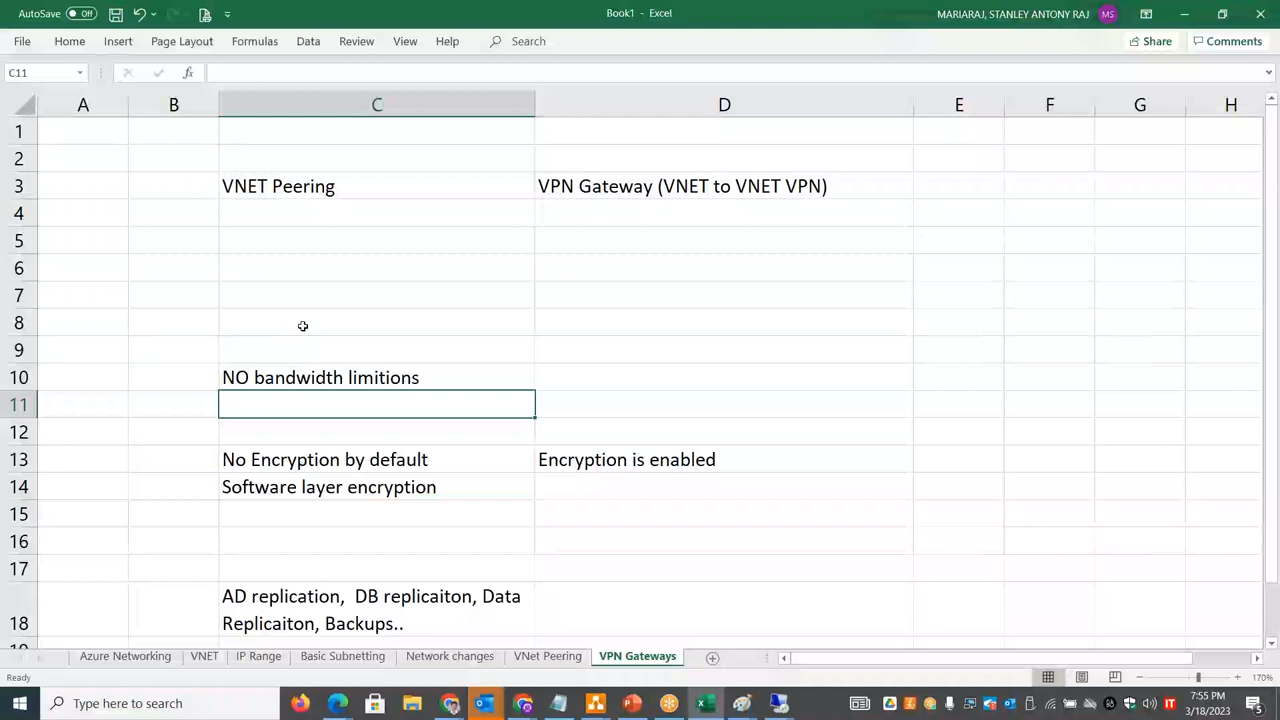 AutoSave Off
Book1 - Excel
MARIARAJ, STANLEY ANTONY RAJ MS
File Home Insert Page Layout Formulas Data Review View Help Search Share Comments
C11 fx
A B C D E F G H
1
2
3 VNET Peering VPN Gateway (VNET to VNET VPN)
4
5
6
7
8
9
10 NO bandwidth limitions
11
12
13 No Encryption by default Encryption is enabled
14 Software layer encryption
15
16
17
AD replication, DB replicaiton, Data
18 Replicaiton, Backups..
19
Azure Networking VNET IP Range Basic Subnetting Network changes VNet Peering VPN Gateways
Ready 170%
Type here to search
IT
7:55 PM
3/18/2023